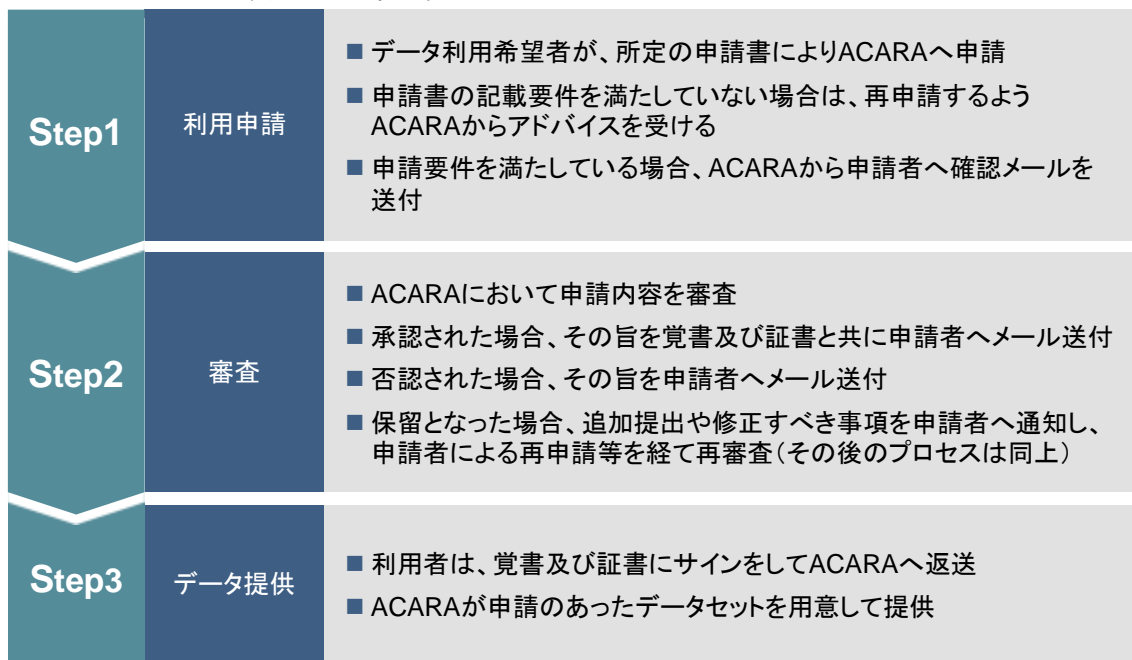 Step1
利用申請
■ データ利用希望者が、所定の申請書によりACARAへ申請
■ 申請書の記載要件を満たしていない場合は、再申請するよう
ACARAからアドバイスを受ける
■ 申請要件を満たしている場合、ACARAから申請者へ確認メールを
送付
Step2
審査
■ ACARAにおいて申請内容を審査
■ 承認された場合、その旨を覚書及び証書と共に申請者へメール送付
■ 否認された場合、その旨を申請者へメール送付
■ 保留となった場合、追加提出や修正すべき事項を申請者へ通知し、
申請者による再申請等を経て再審査(その後のプロセスは同上)
Step3
データ提供
■ 利用者は、覚書及び証書にサインをしてACARAへ返送
■ ACARAが申請のあったデータセットを用意して提供